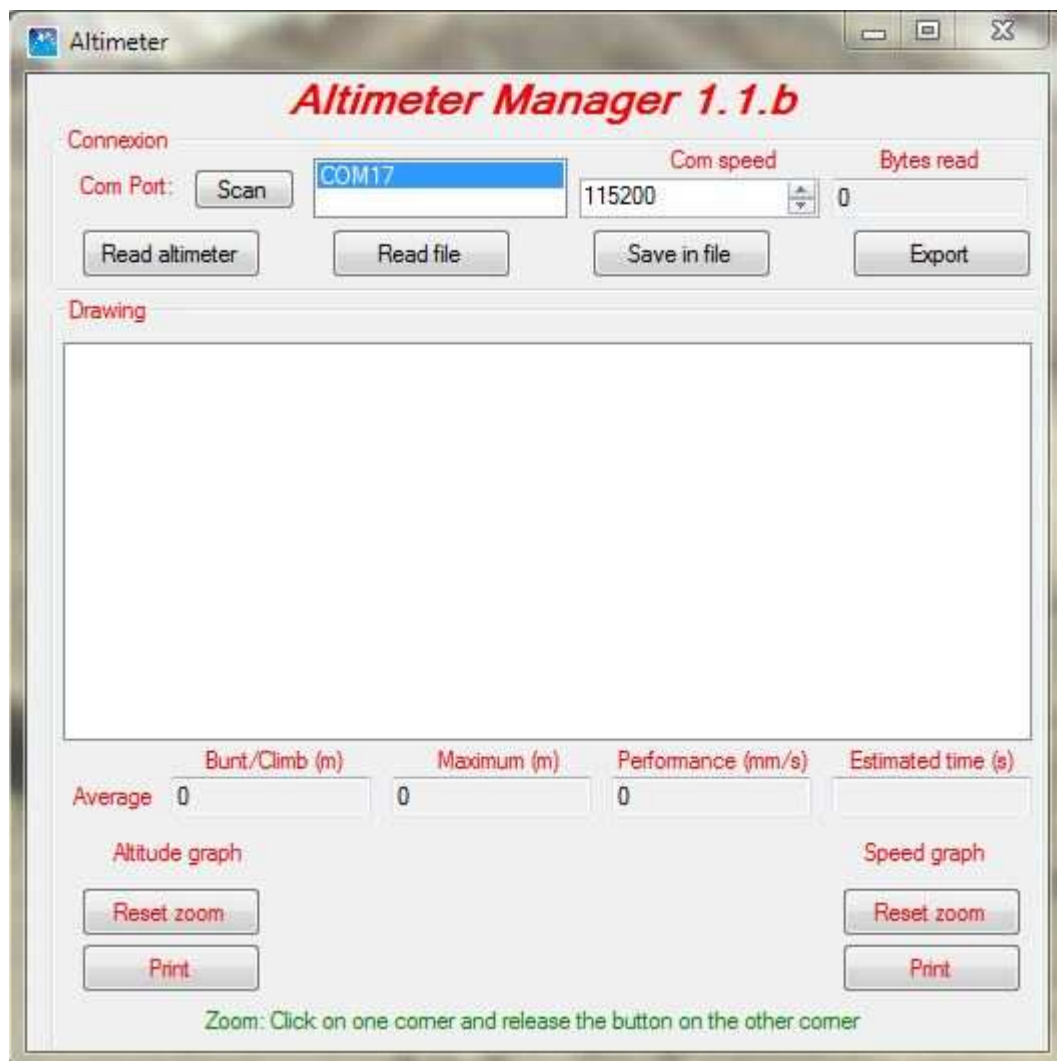 Altimeter
Altimeter Manager 1.1.b
Connexion
Com speed Bytes read
Com Port: Scan COM17 115200 0
Read altimeter Read file Save in file Export
Drawing
Bunt/Climb (m) Maximum (m) Performance (mm/s) Estimated time (s)
Average 0 0 0
Altitude graph Speed graph
Reset zoom Reset zoom
Print Print
Zoom: Click on one corner and release the button on the other corner